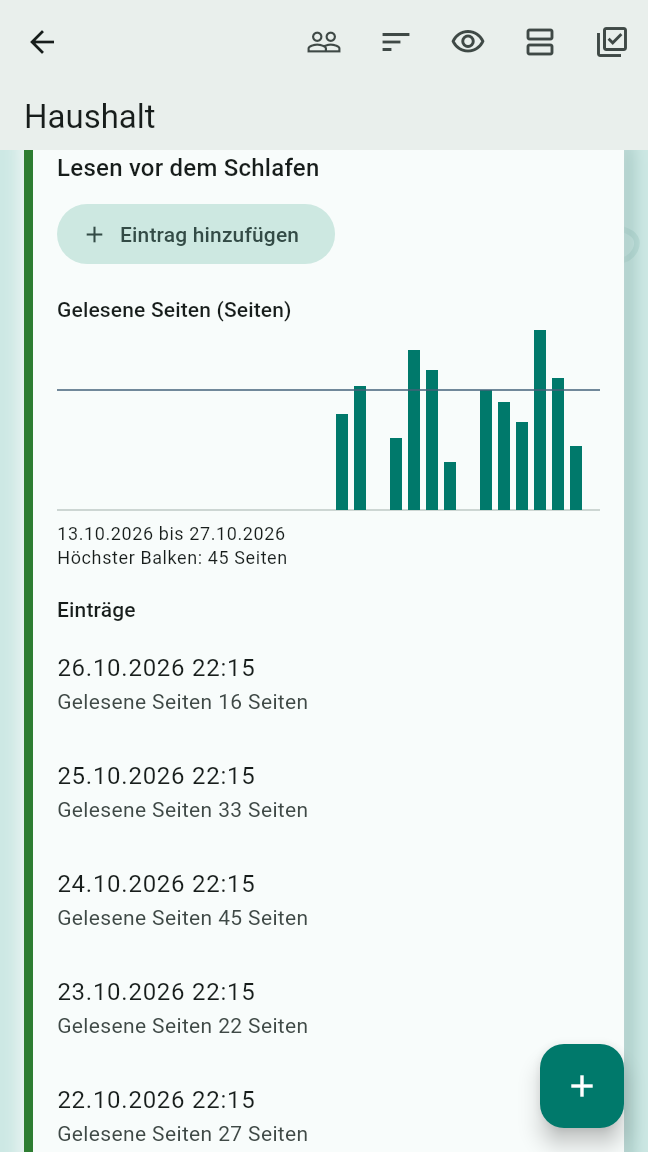 Haushalt
Lesen vor dem Schlafen
Eintrag hinzufügen
Gelesene Seiten (Seiten)
13.10.2026 bis 27.10.2026
Höchster Balken: 45 Seiten
Einträge
26.10.2026 22:15
Gelesene Seiten 16 Seiten
25.10.2026 22:15
Gelesene Seiten 33 Seiten
24.10.2026 22:15
Gelesene Seiten 45 Seiten
23.10.2026 22:15
Gelesene Seiten 22 Seiten
22.10.2026 22:15
Gelesene Seiten 27 Seiten